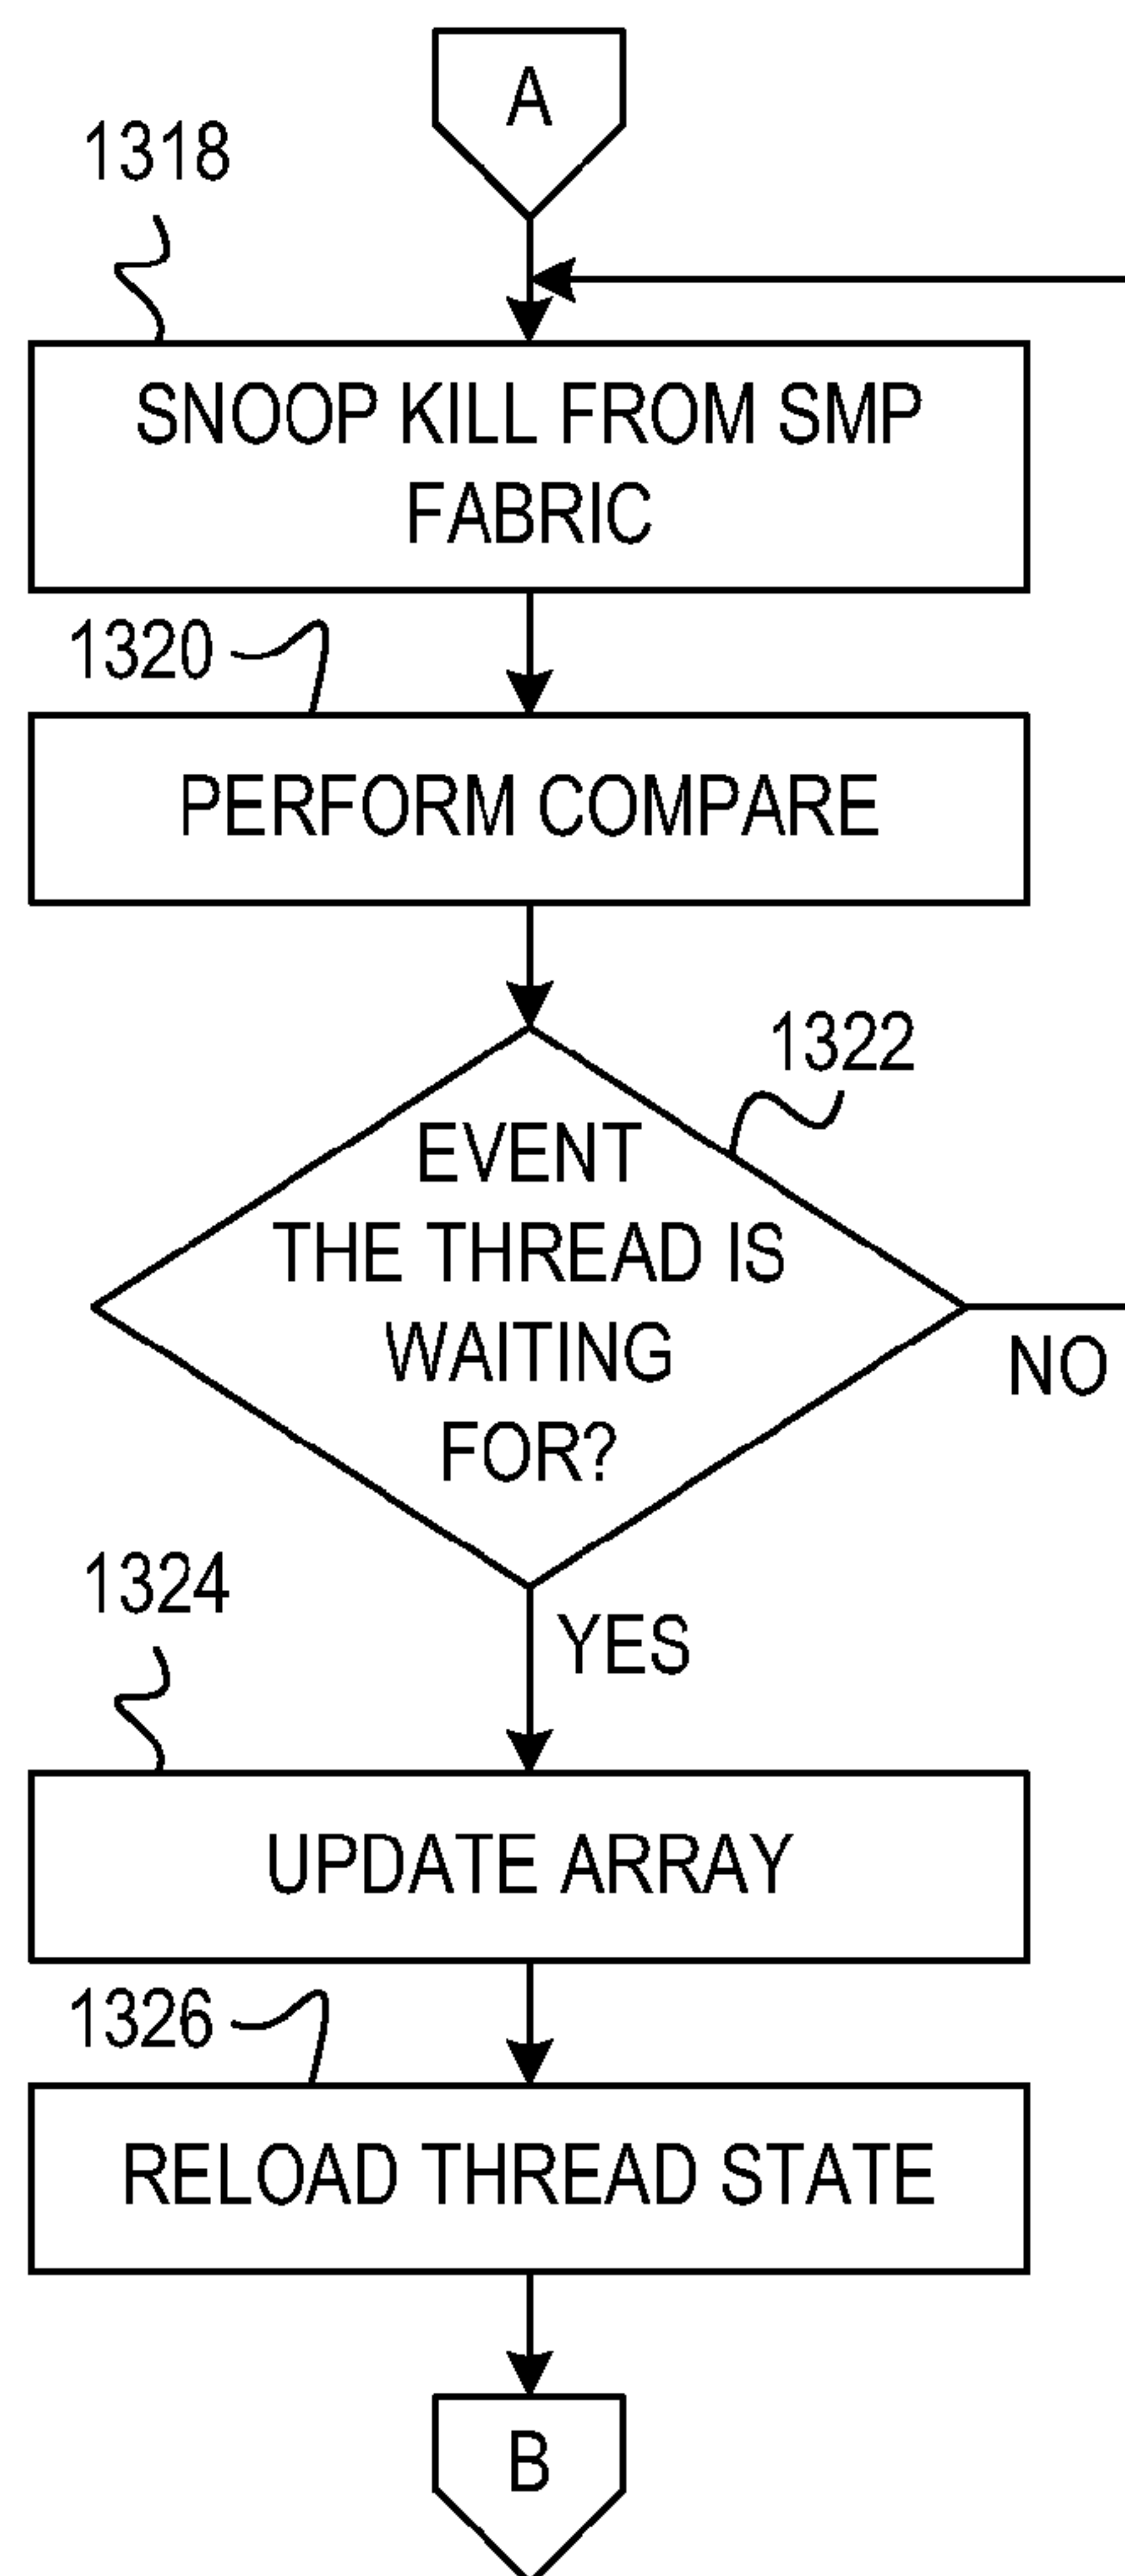 A
1318
SNOOP KILL FROM SMP
FABRIC
1320
PERFORM COMPARE
1322
EVENT
THE THREAD IS
WAITING
FOR?
NO
YES
1324
UPDATE ARRAY
1326
RELOAD THREAD STATE
B